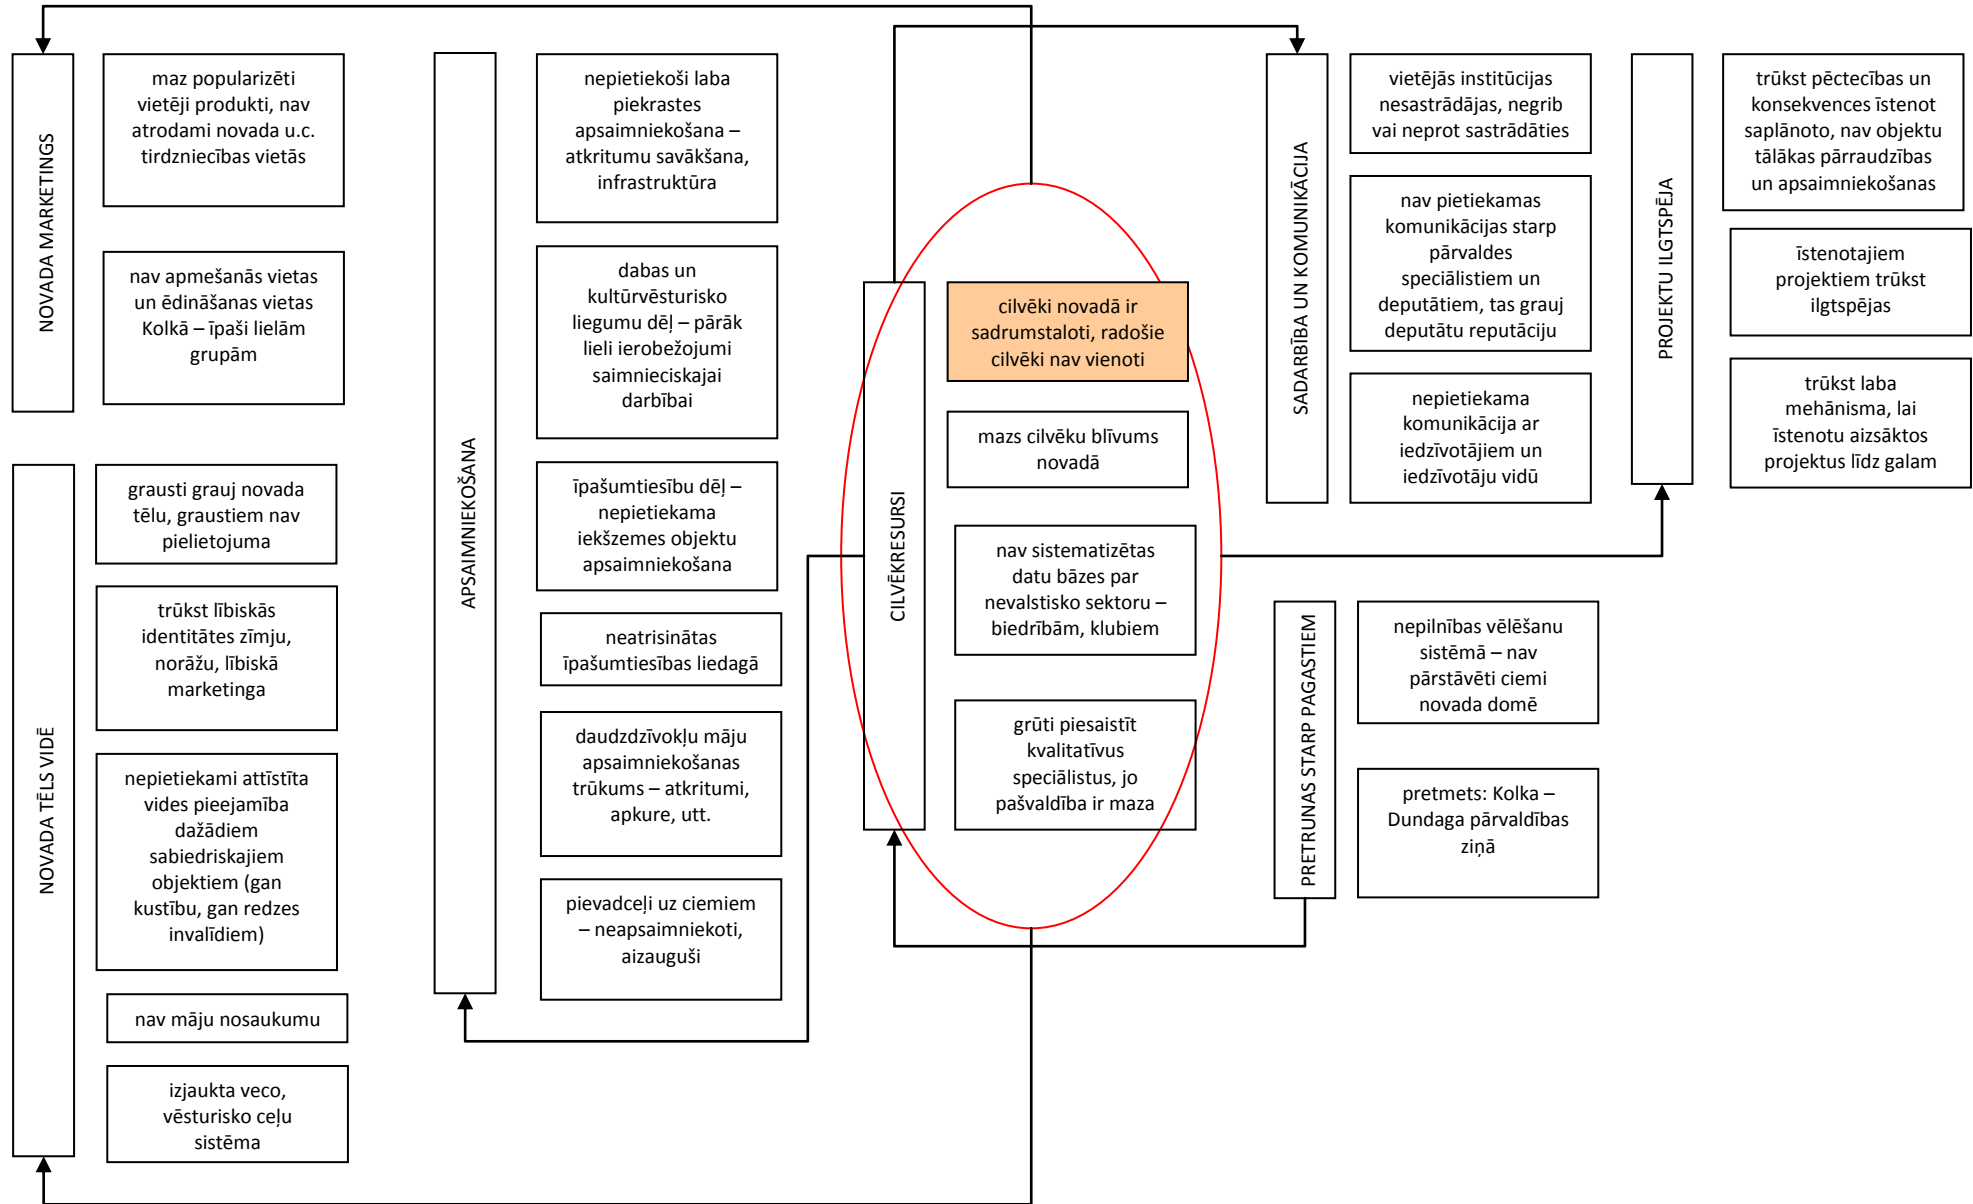 NOVADA MARKETINGS
maz popularizēti
vietēji produkti, nav
atrodami novada u.c.
tirdzniecības vietās
nav apmešanās vietas
un ēdināšanas vietas
Kolkā – īpaši lielām
grupām
NOVADA TĒLS VIDĒ
grausti grauj novada
tēlu, graustiem nav
pielietojuma
trūkst lībiskās
identitātes zīmju,
norāžu, lībiskā
marketinga
nepietiekami attīstīta
vides pieejamība
dažādiem
sabiedriskajiem
objektiem (gan
kustību, gan redzes
invalīdiem)
nav māju nosaukumu
izjaukta veco,
vēsturisko ceļu
sistēma
APSAIMNIEKOŠANA
nepietiekoši laba
piekrastes
apsaimniekošana –
atkritumu savākšana,
infrastruktūra
dabas un
kultūrvēsturisko
liegumu dēļ – pārāk
lieli ierobežojumi
saimnieciskajai
darbībai
īpašumtiesību dēļ –
nepietiekama
iekšzemes objektu
apsaimniekošana
neatrisinātas
īpašumtiesības liedagā
daudzdzīvokļu māju
apsaimniekošanas
trūkums – atkritumi,
apkure, utt.
pievadceļi uz ciemiem
– neapsaimniekoti,
aizauguši
CILVĒKRESURSI
cilvēki novadā ir
sadrumstaloti, radošie
cilvēki nav vienoti
mazs cilvēku blīvums
novadā
nav sistematizētas
datu bāzes par
nevalstisko sektoru –
biedrībām, klubiem
grūti piesaistīt
kvalitatīvus
speciālistus, jo
pašvaldība ir maza
SADARBĪBA UN KOMUNIKĀCIJA
vietējās institūcijas
nesastrādājas, negrib
vai neprot sastrādāties
nav pietiekamas
komunikācijas starp
pārvaldes
speciālistiem un
deputātiem, tas grauj
deputātu reputāciju
nepietiekama
komunikācija ar
iedzīvotājiem un
iedzīvotāju vidū
PRETRUNAS STARP PAGASTIEM
nepilnības vēlēšanu
sistēmā – nav
pārstāvēti ciemi
novada domē
pretmets: Kolka –
Dundaga pārvaldības
ziņā
PROJEKTU ILGTSPĒJA
trūkst pēctecības un
konsekvences īstenot
saplānoto, nav objektu
tālākas pārraudzības
un apsaimniekošanas
īstenotajiem
projektiem trūkst
ilgtspējas
trūkst laba
mehānisma, lai
īstenotu aizsāktos
projektus līdz galam